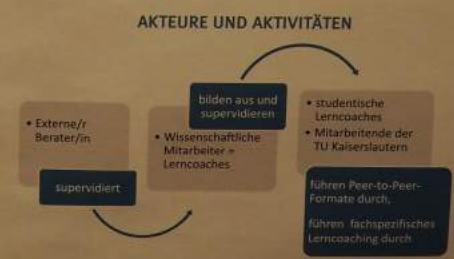 AKTEURE UND AKTIVITÄTEN
• Externe/r
Berater/in
supervidiert
bilden aus und
supervidieren
• Wissenschaftliche
Mitarbeiter =
Lerncoaches
• studentische
Lerncoaches
• Mitarbeitende der
TU Kaiserslautern
führen Peer-to-Peer-
Formate durch,
führen fachspezifisches
Lerncoaching durch